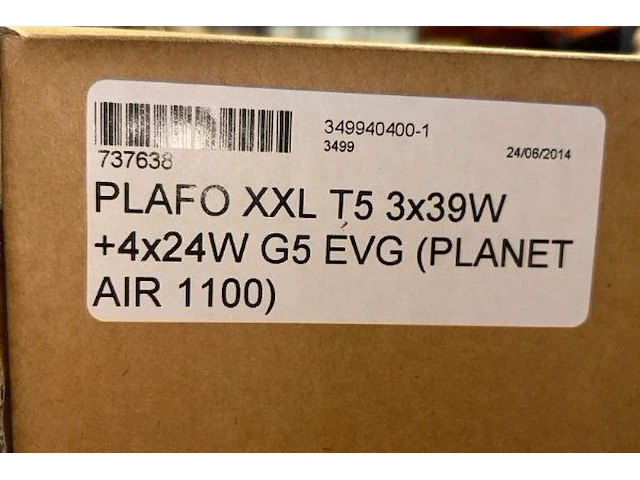 349940400-1
3499
24/06/2014
737638
PLAFO XXL T5 3x39W
+4x24W G5 EVG (PLANET
AIR 1100)